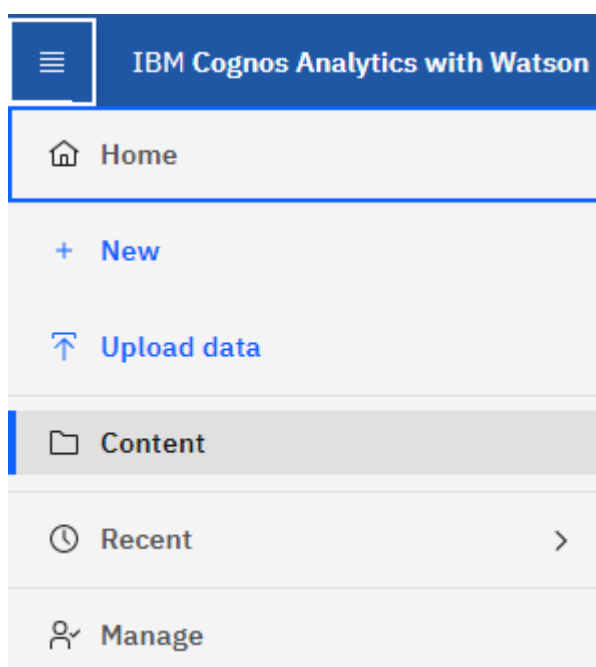 IBM Cognos Analytics with Watson
Home
New
Upload data
Content
Recent
Manage